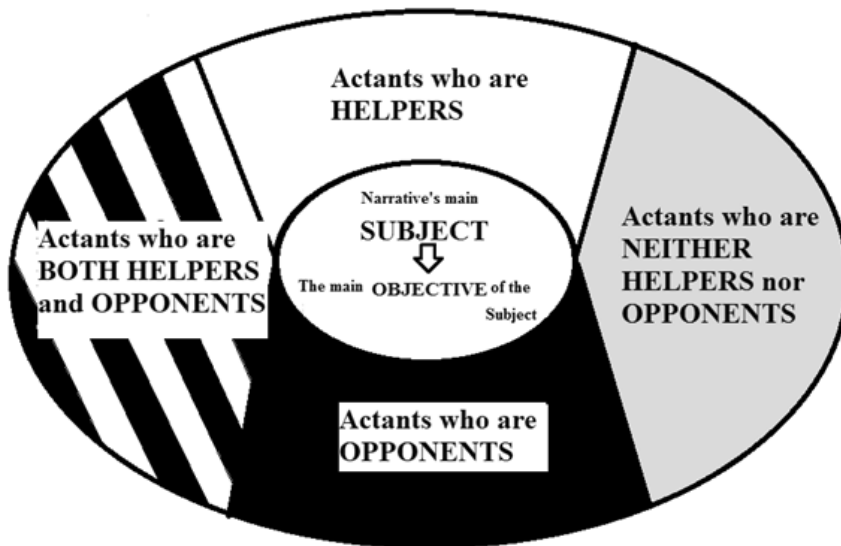 Actants who are
HELPERS
Narrative's main
SUBJECT
The main OBJECTIVE of the
Subject
Actants who are
BOTH HELPERS
and OPPONENTS
Actants who are
NEITHER
HELPERS nor
OPPONENTS
Actants who are
OPPONENTS